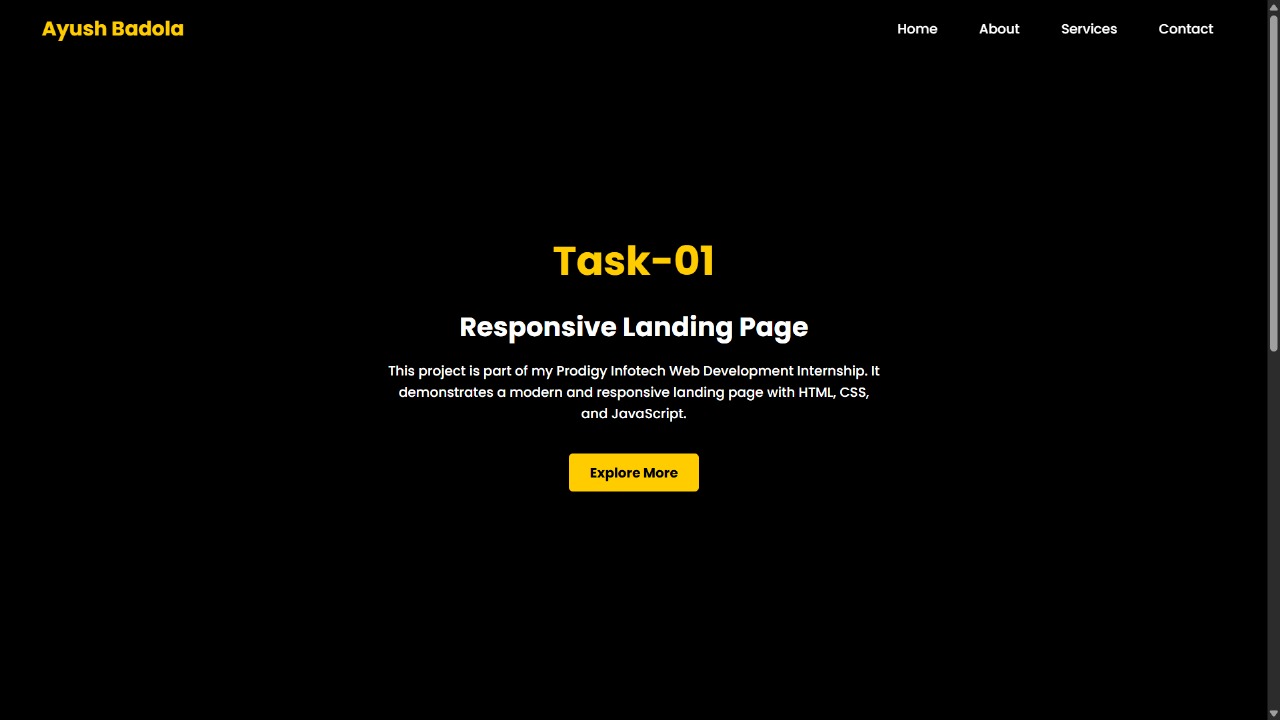 Ayush Badola
Home
About
Services
Contact
Task-01
Responsive Landing Page
This project is part of my Prodigy Infotech Web Development Internship. It
demonstrates a modern and responsive landing page with HTML, CSS,
and JavaScript.
Explore More